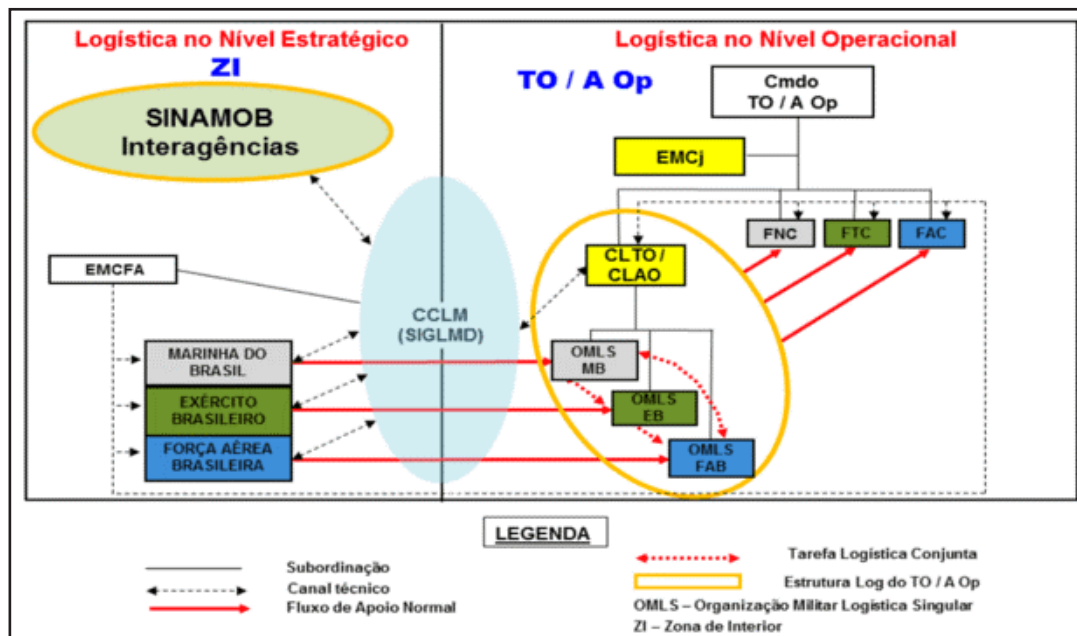 Logística no Nível Estratégico
ZI
SINAMOB
Interagências
EMCFA
MARINHA DO
BRASIL
EXÉRCITO
BRASILEIRO
FORÇA AÉREA
BRASILEIRA
CCLM
(SIGLMD)
Logística no Nível Operacional
TO / A Op
Cmdo
TO / A Op
EMCj
FNC
FTC
FAC
CLTO /
CLAO
OMLS
MB
OMLS
EB
OMLS
FAB
LEGENDA
Subordinação
Canal técnico
Fluxo de Apoio Normal
Tarefa Logística Conjunta
Estrutura Log do TO / A Op
OMLS – Organização Militar Logística Singular
ZI – Zona de Interior